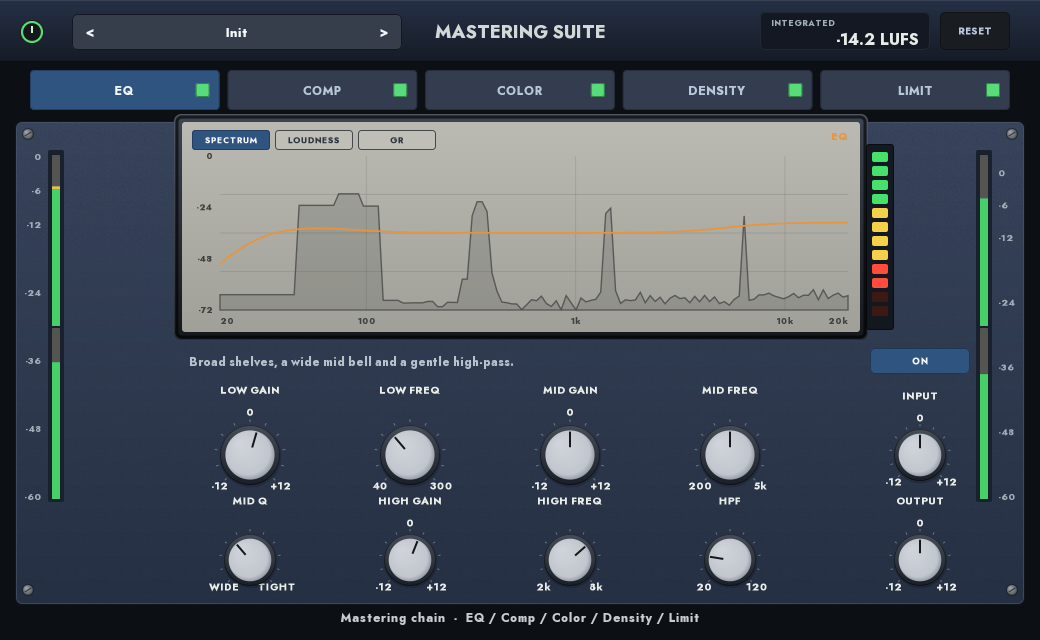 < Init >
MASTERING SUITE
INTEGRATED
-14.2 LUFS
RESET
EQ
COMP
COLOR
DENSITY
LIMIT
SPECTRUM LOUDNESS GR
EQ
0
-24
-48
-72
20 100 1k 10k 20k
0
-6
-12
-24
-36
-48
-60
0
-6
-12
-24
-36
-48
-60
Broad shelves, a wide mid bell and a gentle high-pass.
ON
LOW GAIN
0
-12 +12
LOW FREQ
40 300
MID GAIN
0
-12 +12
MID FREQ
200 5k
INPUT
0
-12 +12
MID Q
WIDE TIGHT
HIGH GAIN
0
-12 +12
HIGH FREQ
2k 8k
HPF
20 120
OUTPUT
0
-12 +12
Mastering chain - EQ / Comp / Color / Density / Limit